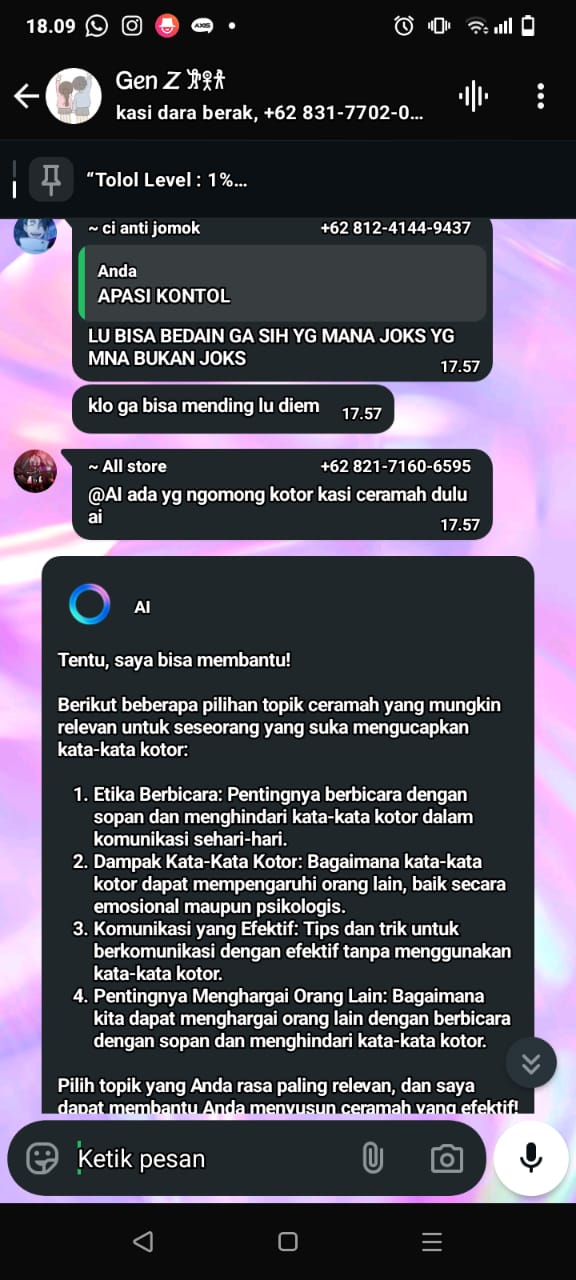 18.09
AXIS
Gen Z
kasi dara berak, +62 831-7702-0...
“Tolol Level : 1%...
~ ci anti jomok +62 812-4144-9437
Anda
APASI KONTOL
LU BISA BEDAIN GA SIH YG MANA JOKS YG
MNA BUKAN JOKS
17.57
klo ga bisa mending lu diem 17.57
~ All store +62 821-7160-6595
@AI ada yg ngomong kotor kasi ceramah dulu
ai
17.57
AI
Tentu, saya bisa membantu!
Berikut beberapa pilihan topik ceramah yang mungkin
relevan untuk seseorang yang suka mengucapkan
kata-kata kotor:
1. Etika Berbicara: Pentingnya berbicara dengan
sopan dan menghindari kata-kata kotor dalam
komunikasi sehari-hari.
2. Dampak Kata-Kata Kotor: Bagaimana kata-kata
kotor dapat mempengaruhi orang lain, baik secara
emosional maupun psikologis.
3. Komunikasi yang Efektif: Tips dan trik untuk
berkomunikasi dengan efektif tanpa menggunakan
kata-kata kotor.
4. Pentingnya Menghargai Orang Lain: Bagaimana
kita dapat menghargai orang lain dengan berbicara
dengan sopan dan menghindari kata-kata kotor.
Pilih topik yang Anda rasa paling relevan, dan saya
dapat membantu Anda menyusun ceramah yang efektif!
Ketik pesan